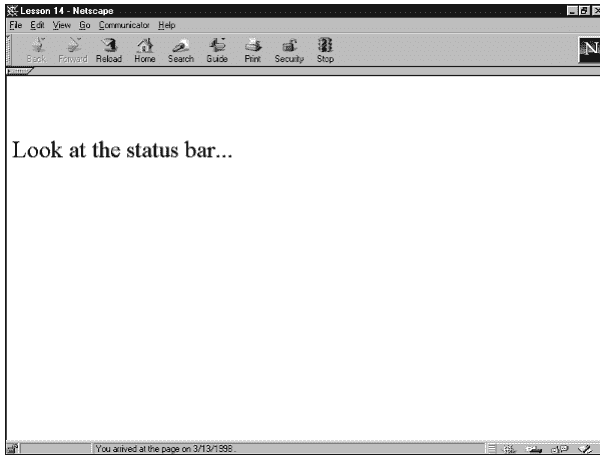 Lesson 14 - Netscape
File Edit View Go Communicator Help
Back Forward Reload Home Search Guide Print Security Stop
N
Look at the status bar...
You arrived at the page on 3/13/1998.